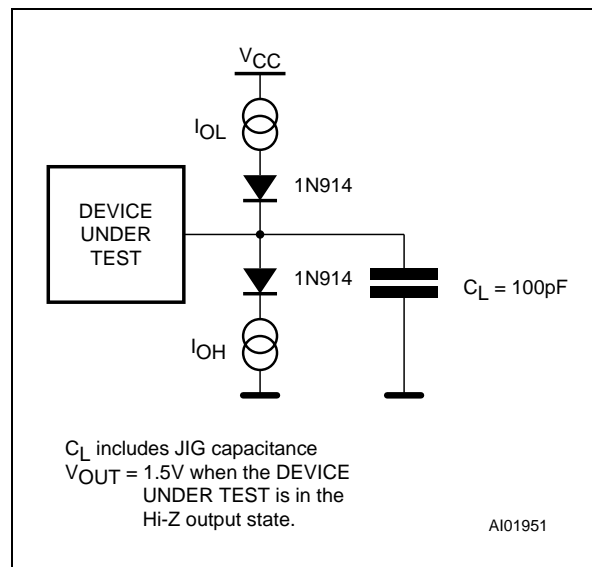 VCC
IOL
1N914
DEVICE
UNDER
TEST
1N914
CL = 100pF
IOH
CL includes JIG capacitance
VOUT = 1.5V when the DEVICE
UNDER TEST is in the
Hi-Z output state.
AI01951